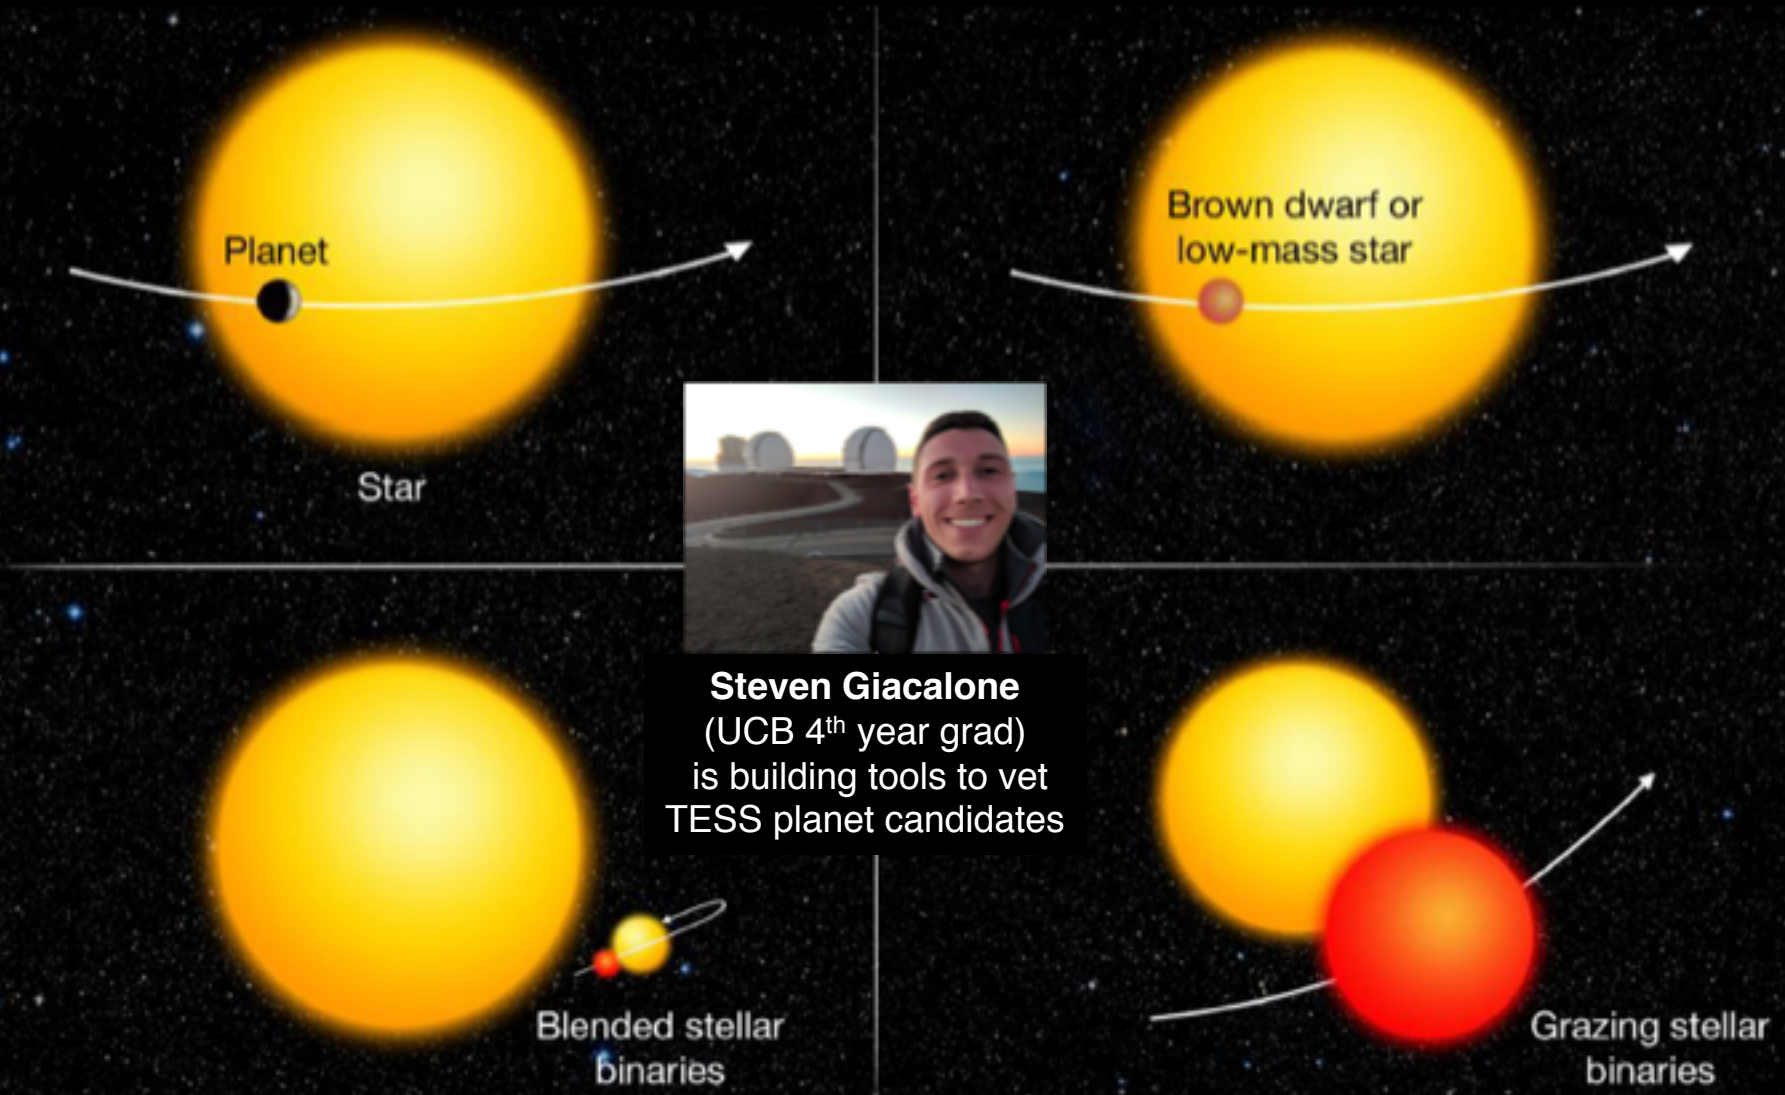 Planet
Star
Brown dwarf or
low-mass star
Steven Giacalone
(UCB 4th year grad)
is building tools to vet
TESS planet candidates
Blended stellar
binaries
Grazing stellar
binaries